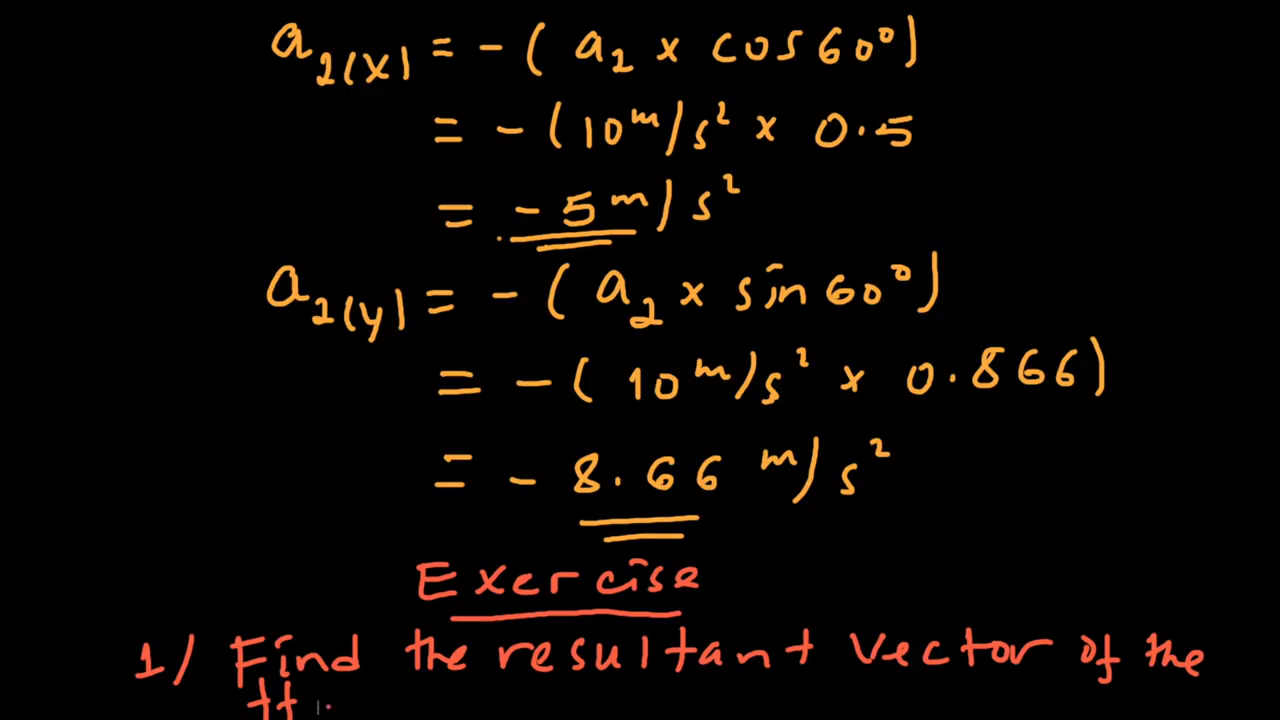 a₂(x) = - ( a₂ x cos 60° )
= - ( 10 m/s² x 0.5
= - 5 m/s²
a₂(y) = - ( a₂ x sin 60° )
= - ( 10 m/s² x 0.866 )
= - 8.66 m/s²
Exercise
1/ Find the resultant vector of the